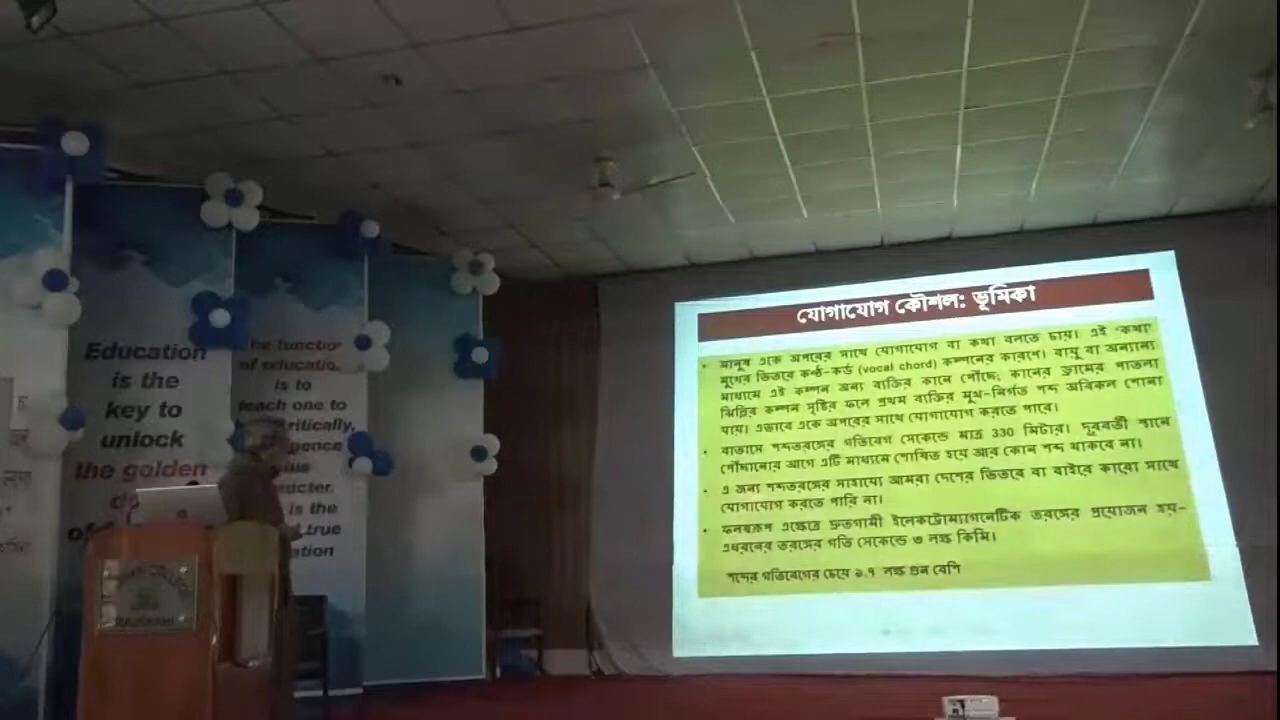 Education
is the
key to
unlock
the golden
do
of
The function
of education
is to
teach one to
critically,
is the
true
যোগাযোগ কৌশল: ভূমিকা
• মানুষ একে অপরের সাথে যোগাযোগ বা কথা বলতে চায়। এই 'কথা'
মুখের ভিতরে কণ্ঠ-কর্ড (vocal chord) কম্পনের কারণে। বায়ু বা অন্যান্য
মাধ্যমে এই কম্পন অন্য ব্যক্তির কানে পৌঁছে; কানের ড্রামের পাতলা
ঝিল্লির কম্পন সৃষ্টির ফলে প্রথম ব্যক্তির মুখ-নির্গত শব্দ অবিকল শোনা
যায়। এভাবে একে অপরের সাথে যোগাযোগ করতে পারে।
• বাতাসে শব্দতরঙ্গের গতিবেগ সেকেন্ডে মাত্র 330 মিটার। দূরবর্তী স্থানে
পৌঁছানোর আগে এটি মাধ্যমে শোষিত হয়ে আর কোন শব্দ থাকবে না।
• এ জন্য শব্দতরঙ্গের সাহায্যে আমরা দেশের ভিতরে বা বাইরে কারো সাথে
যোগাযোগ করতে পারি না।
• ফলস্বরূপ এক্ষেত্রে দ্রুতগামী ইলেকট্রোম্যাগনেটিক তরঙ্গের প্রয়োজন হয়-
এধরনের তরঙ্গের গতি সেকেন্ডে ৩ লক্ষ কিমি।
শব্দের গতিবেগের চেয়ে ৯.৭ লক্ষ গুন বেশি
COLLEGE
RAJSHAHI